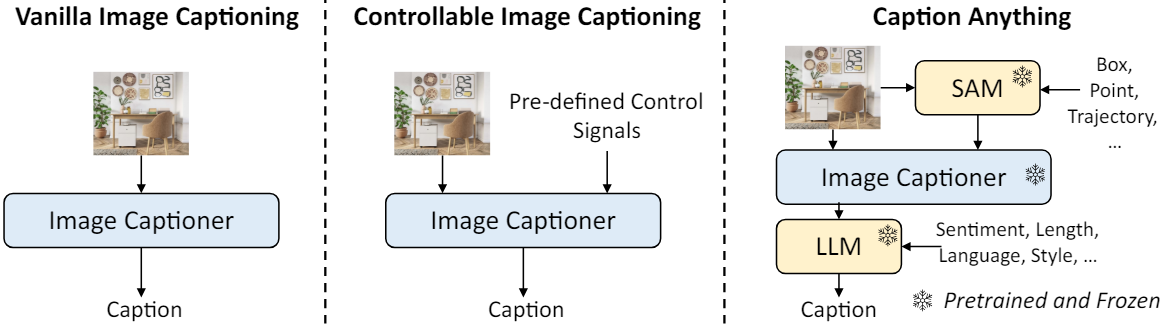 Vanilla Image Captioning
Image Captioner
Caption
Controllable Image Captioning
Pre-defined Control
Signals
Image Captioner
Caption
Caption Anything
SAM
Box,
Point,
Trajectory,
...
Image Captioner
LLM
Sentiment, Length,
Language, Style, ...
Caption
Pretrained and Frozen